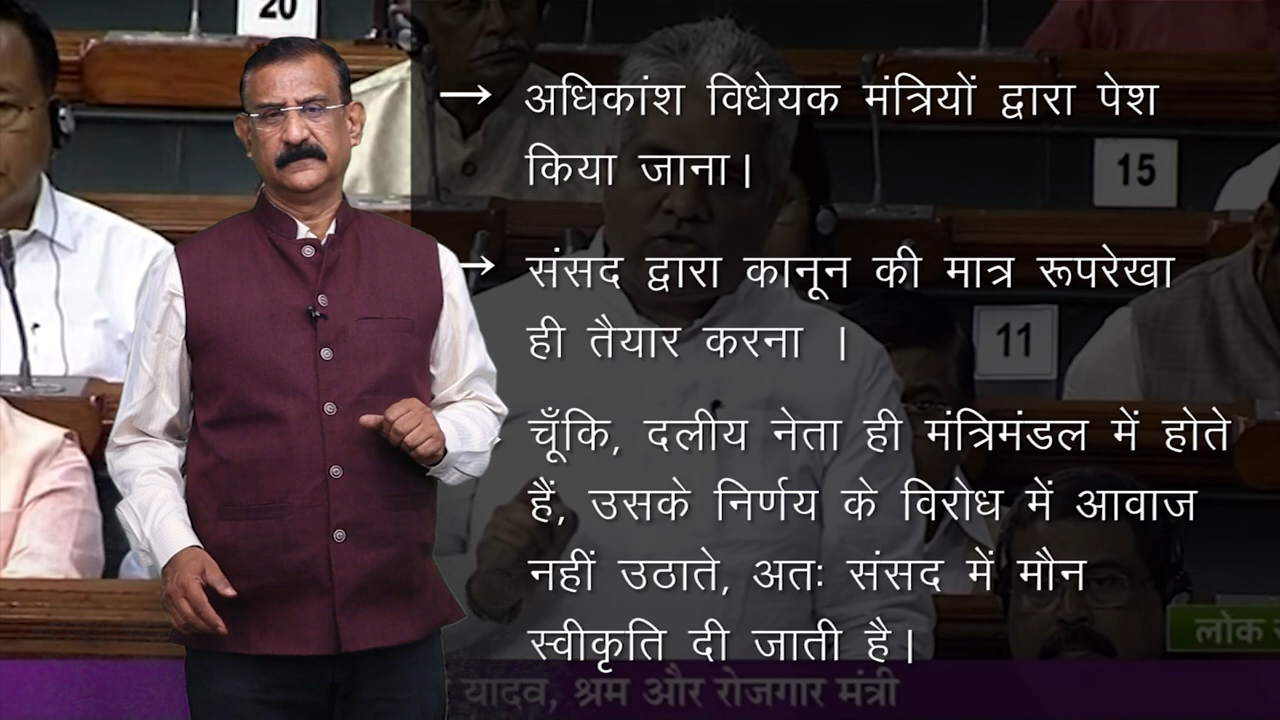 20
→ अधिकांश विधेयक मंत्रियों द्वारा पेश
किया जाना।
15
→ संसद द्वारा कानून की मात्र रूपरेखा
ही तैयार करना ।
11
चूँकि, दलीय नेता ही मंत्रिमंडल में होते
हैं, उसके निर्णय के विरोध में आवाज
नहीं उठाते, अतः संसद में मौन
स्वीकृति दी जाती है।
लोक
यादव, श्रम और रोजगार मंत्री